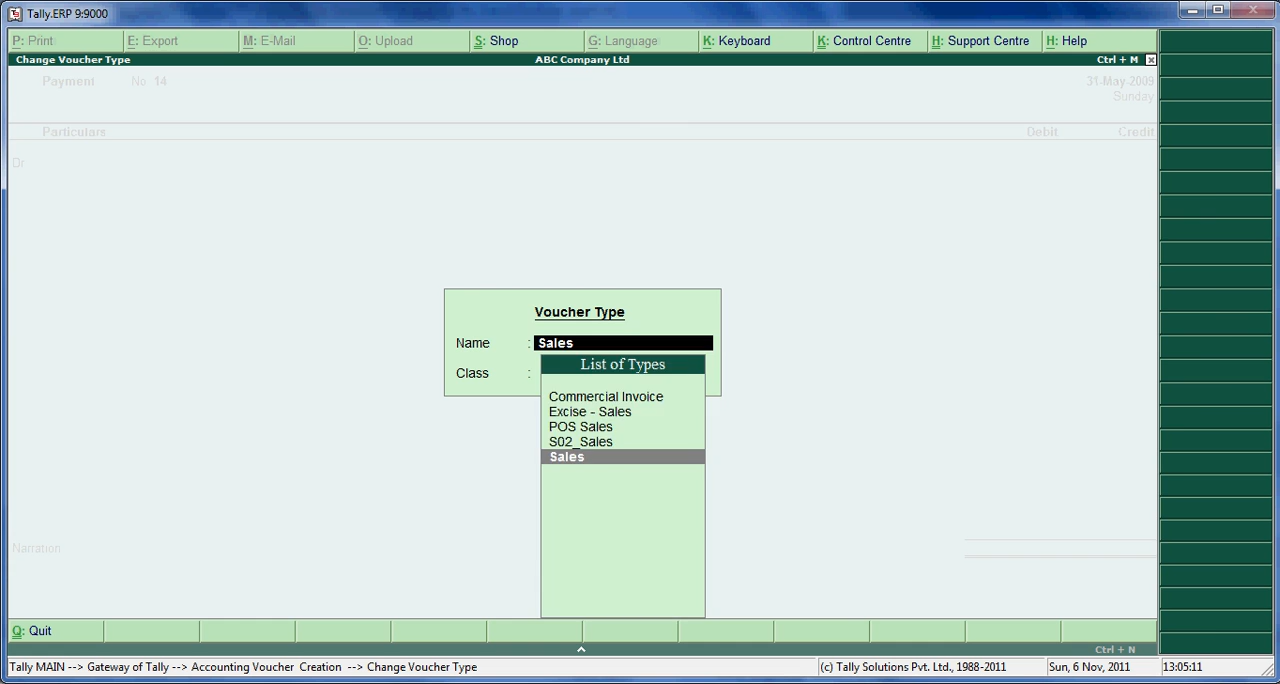 Tally.ERP 9:9000
P: Print E: Export M: E-Mail O: Upload S: Shop G: Language K: Keyboard K: Control Centre H: Support Centre H: Help
Change Voucher Type ABC Company Ltd Ctrl + M
Payment No 14 31-May-2009
Sunday
Particulars Debit Credit
Dr
Voucher Type
Name : Sales
List of Types
Class :
Commercial Invoice
Excise - Sales
POS Sales
S02_Sales
Sales
Narration
Q: Quit
Ctrl + N
Tally MAIN --> Gateway of Tally --> Accounting Voucher Creation --> Change Voucher Type (c) Tally Solutions Pvt. Ltd., 1988-2011 Sun, 6 Nov, 2011 13:05:11